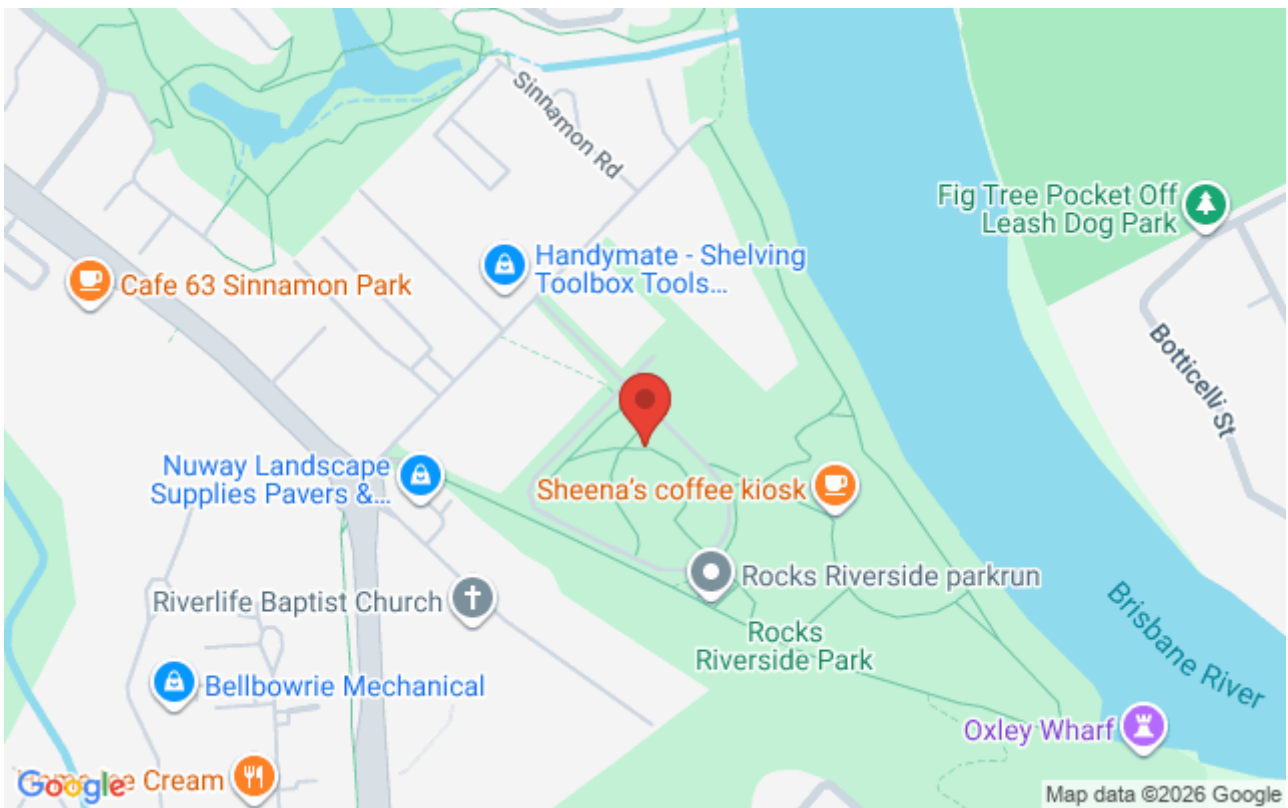 Sinnamon Rd
Fig Tree Pocket Off
Leash Dog Park
Handymate - Shelving
Toolbox Tools...
Cafe 63 Sinnamon Park
Botticelli St
Nuway Landscape
Supplies Pavers &...
Sheena's coffee kiosk
Rocks Riverside parkrun
Riverlife Baptist Church
Brisbane River
Rocks
Riverside Park
Bellbowrie Mechanical
Oxley Wharf
Cream
Google
Map data ©2026 Google